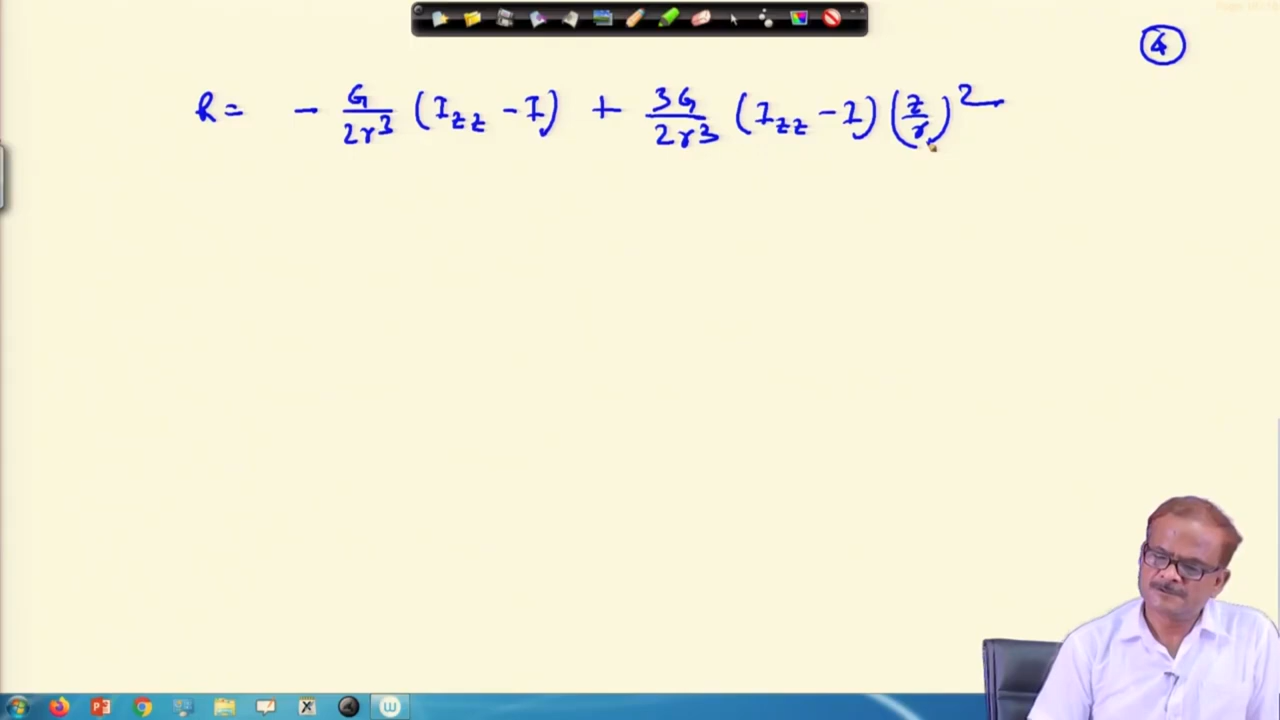 ④
R = - G/2r³ (I_zz - I) + 3G/2r³ (I_zz - I) (z/r)²